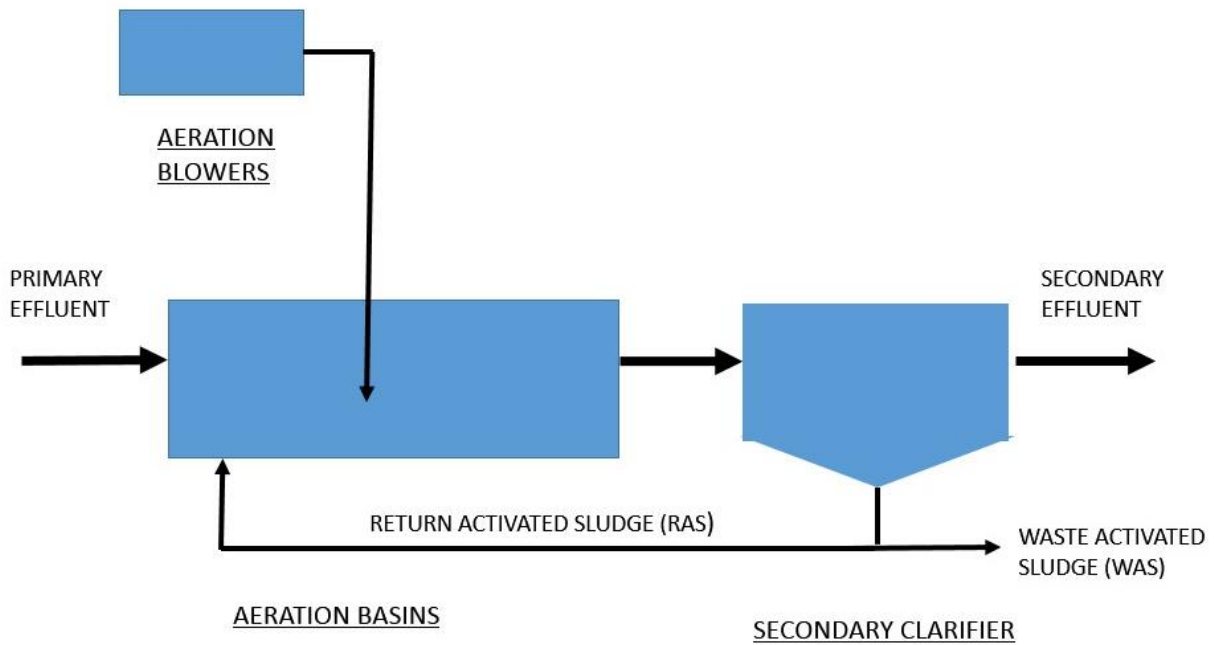 AERATION
BLOWERS
PRIMARY
EFFLUENT
SECONDARY
EFFLUENT
RETURN ACTIVATED SLUDGE (RAS)
WASTE ACTIVATED
SLUDGE (WAS)
AERATION BASINS
SECONDARY CLARIFIER